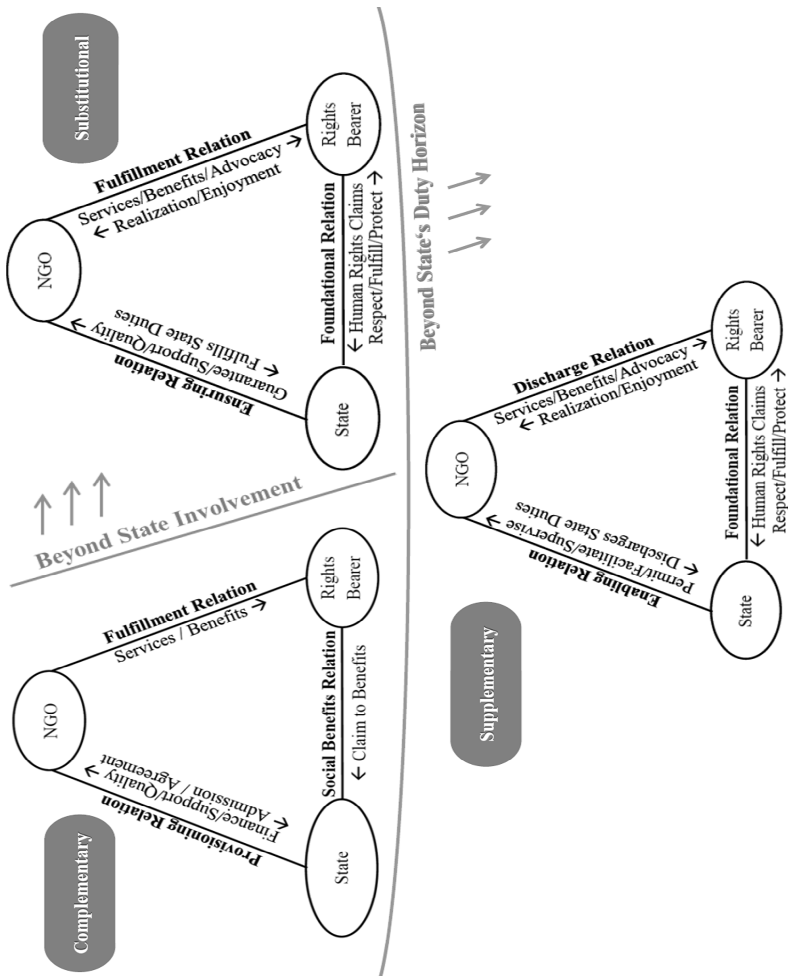 Complementary
NGO
Provisioning Relation
Finance/Support/Quality →
← Admission / Agreement
Fulfillment Relation
Services / Benefits →
State
Social Benefits Relation
← Claim to Benefits
Rights
Bearer
Beyond State Involvement
Substitutional
NGO
Ensuring Relation
Guarantee/Support/Quality →
← Fulfills State Duties
Fulfillment Relation
Services/Benefits/Advocacy →
← Realization/Enjoyment
State
Foundational Relation
← Human Rights Claims
Respect/Fulfill/Protect →
Rights
Bearer
Beyond State‘s Duty Horizon
Supplementary
NGO
Enabling Relation
Permit/Facilitate/Supervise →
← Discharges State Duties
Discharge Relation
Services/Benefits/Advocacy →
← Realization/Enjoyment
State
Foundational Relation
← Human Rights Claims
Respect/Fulfill/Protect →
Rights
Bearer